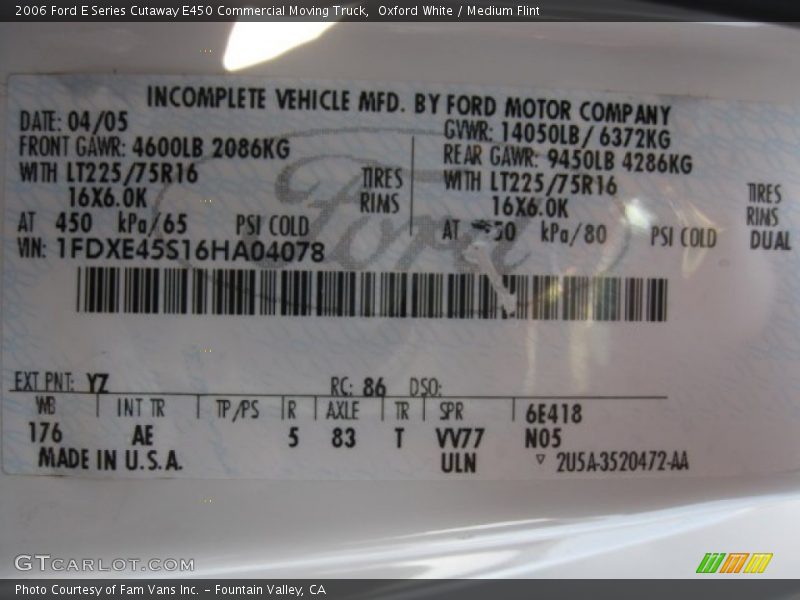 2006 Ford E Series Cutaway E450 Commercial Moving Truck, Oxford White / Medium Flint
INCOMPLETE VEHICLE MFD. BY FORD MOTOR COMPANY
DATE: 04/05 GVWR: 14050LB/ 6372KG
FRONT GAWR: 4600LB 2086KG REAR GAWR: 9450LB 4286KG
WITH LT225/75R16 TIRES WITH LT225/75R16 TIRES
16X6.0K RIMS 16X6.0K RIMS
AT 450 kPa/65 PSI COLD AT 50 kPa/80 PSI COLD DUAL
VIN: 1FDXE45S16HA04078
Ford
EXT PNT: YZ RC: 86 DSO:
WB INT TR TP/PS R AXLE TR SPR 6E418
176 AE 5 83 T VV77 N05
MADE IN U.S.A. ULN ▽ 2U5A-3520472-AA
GTCARLOT.COM
Photo Courtesy of Fam Vans Inc. - Fountain Valley, CA